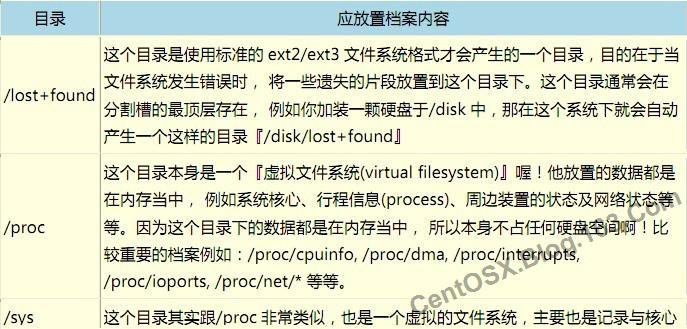 目录 应放置档案内容
/lost+found
这个目录是使用标准的 ext2/ext3 文件系统格式才会产生的一个目录，目的在于当
文件系统发生错误时， 将一些遗失的片段放置到这个目录下。这个目录通常会在
分割槽的最顶层存在， 例如你加装一颗硬盘于/disk 中，那在这个系统下就会自动
产生一个这样的目录『/disk/lost+found』
/proc
这个目录本身是一个『虚拟文件系统(virtual filesystem)』喔！他放置的数据都是
在内存当中， 例如系统核心、行程信息(process)、周边装置的状态及网络状态等
等。因为这个目录下的数据都是在内存当中， 所以本身不占任何硬盘空间啊！比
较重要的档案例如：/proc/cpuinfo, /proc/dma, /proc/interrupts,
/proc/ioports, /proc/net/* 等等。
/sys
这个目录其实跟/proc 非常类似，也是一个虚拟的文件系统，主要也是记录与核心
CentOSX.Blog.163.Com